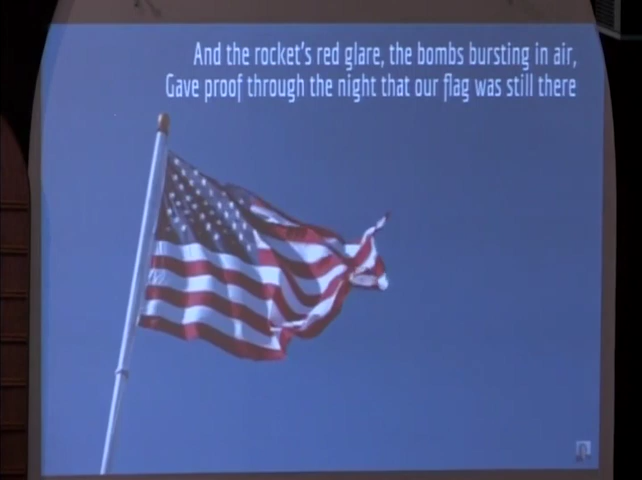 And the rocket's red glare, the bombs bursting in air,
Gave proof through the night that our flag was still there